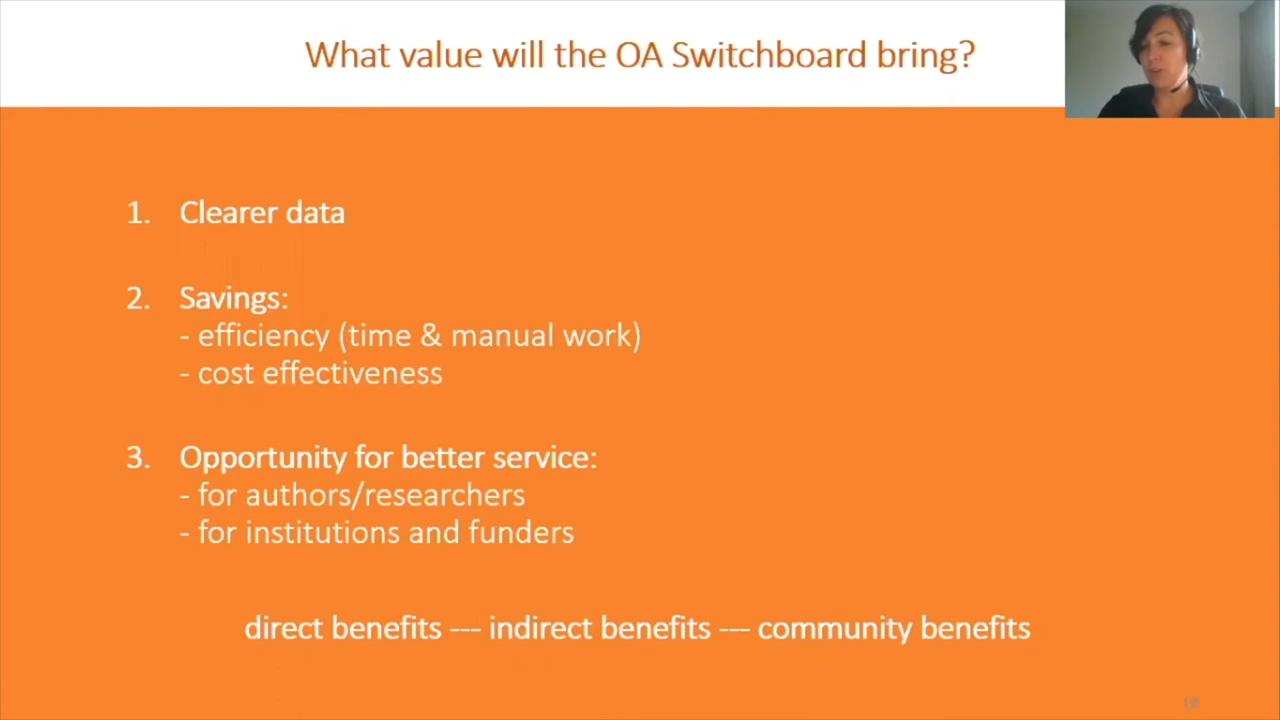 What value will the OA Switchboard bring?
1. Clearer data
2. Savings:
- efficiency (time & manual work)
- cost effectiveness
3. Opportunity for better service:
- for authors/researchers
- for institutions and funders
direct benefits --- indirect benefits --- community benefits